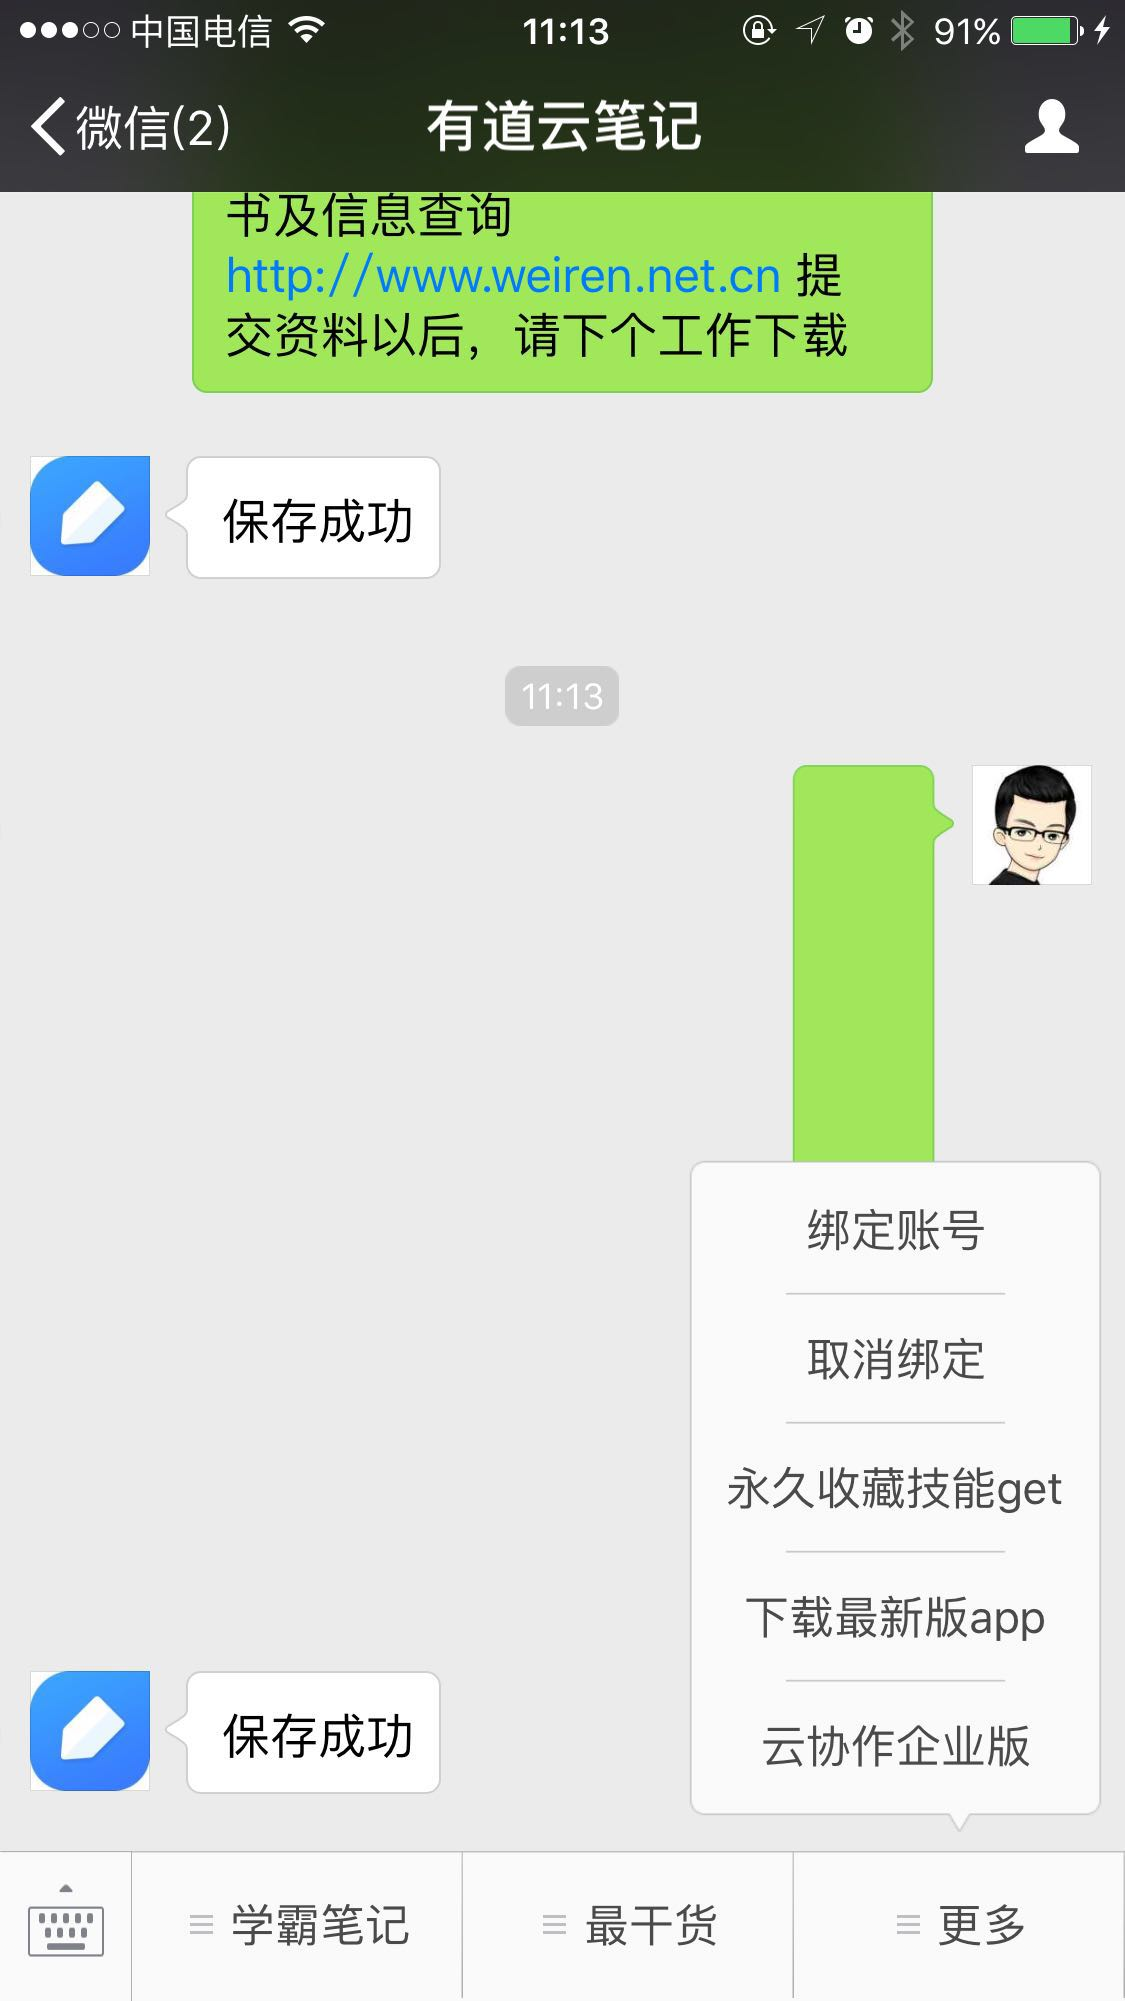 中国电信
11:13
91%
微信(2)
有道云笔记
书及信息查询
http://www.weiren.net.cn 提
交资料以后，请下个工作下载
保存成功
11:13
绑定账号
取消绑定
永久收藏技能get
下载最新版app
云协作企业版
保存成功
学霸笔记
最干货
更多